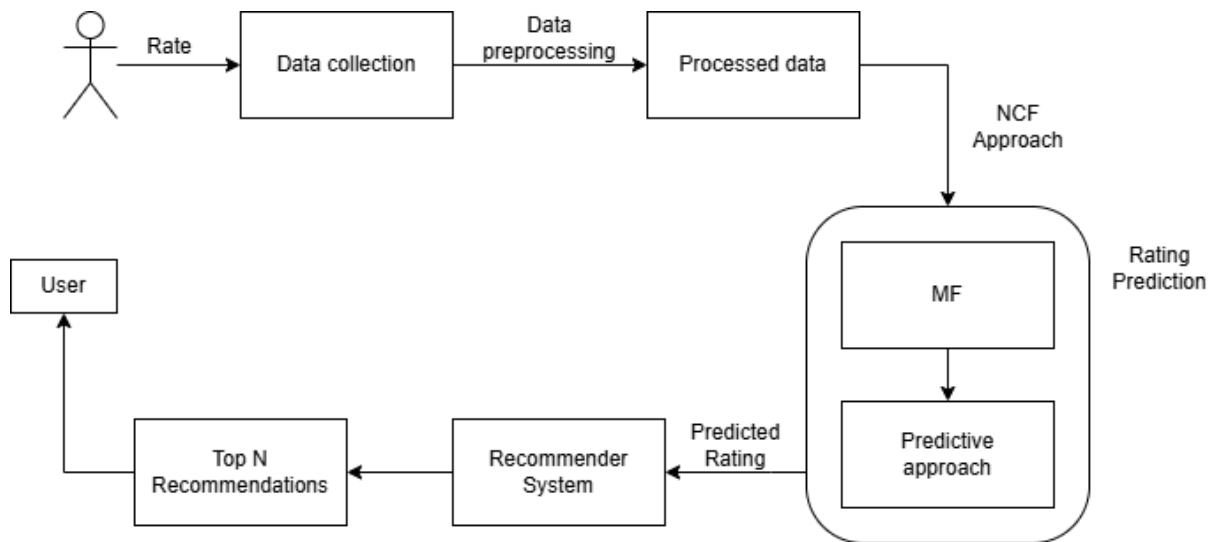 Rate
Data collection
Data
preprocessing
Processed data
NCF
Approach
Rating
Prediction
MF
Predictive
approach
Predicted
Rating
Recommender
System
Top N
Recommendations
User